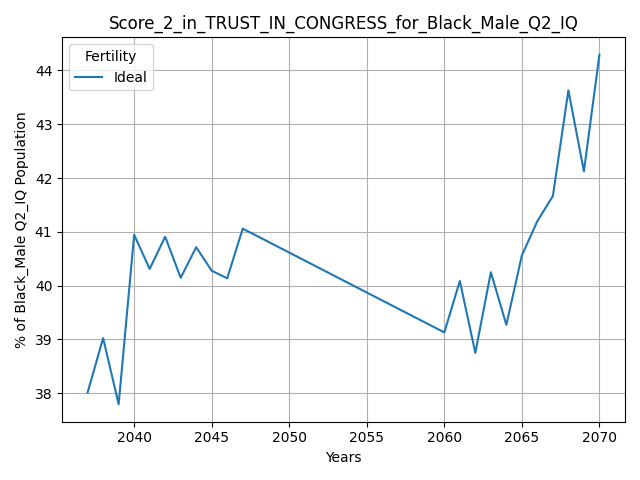 Score_2_in_TRUST_IN_CONGRESS_for_Black_Male_Q2_IQ
Fertility
Ideal
% of Black_Male Q2_IQ Population
44
43
42
41
40
39
38
2040
2045
2050
2055
2060
2065
2070
Years